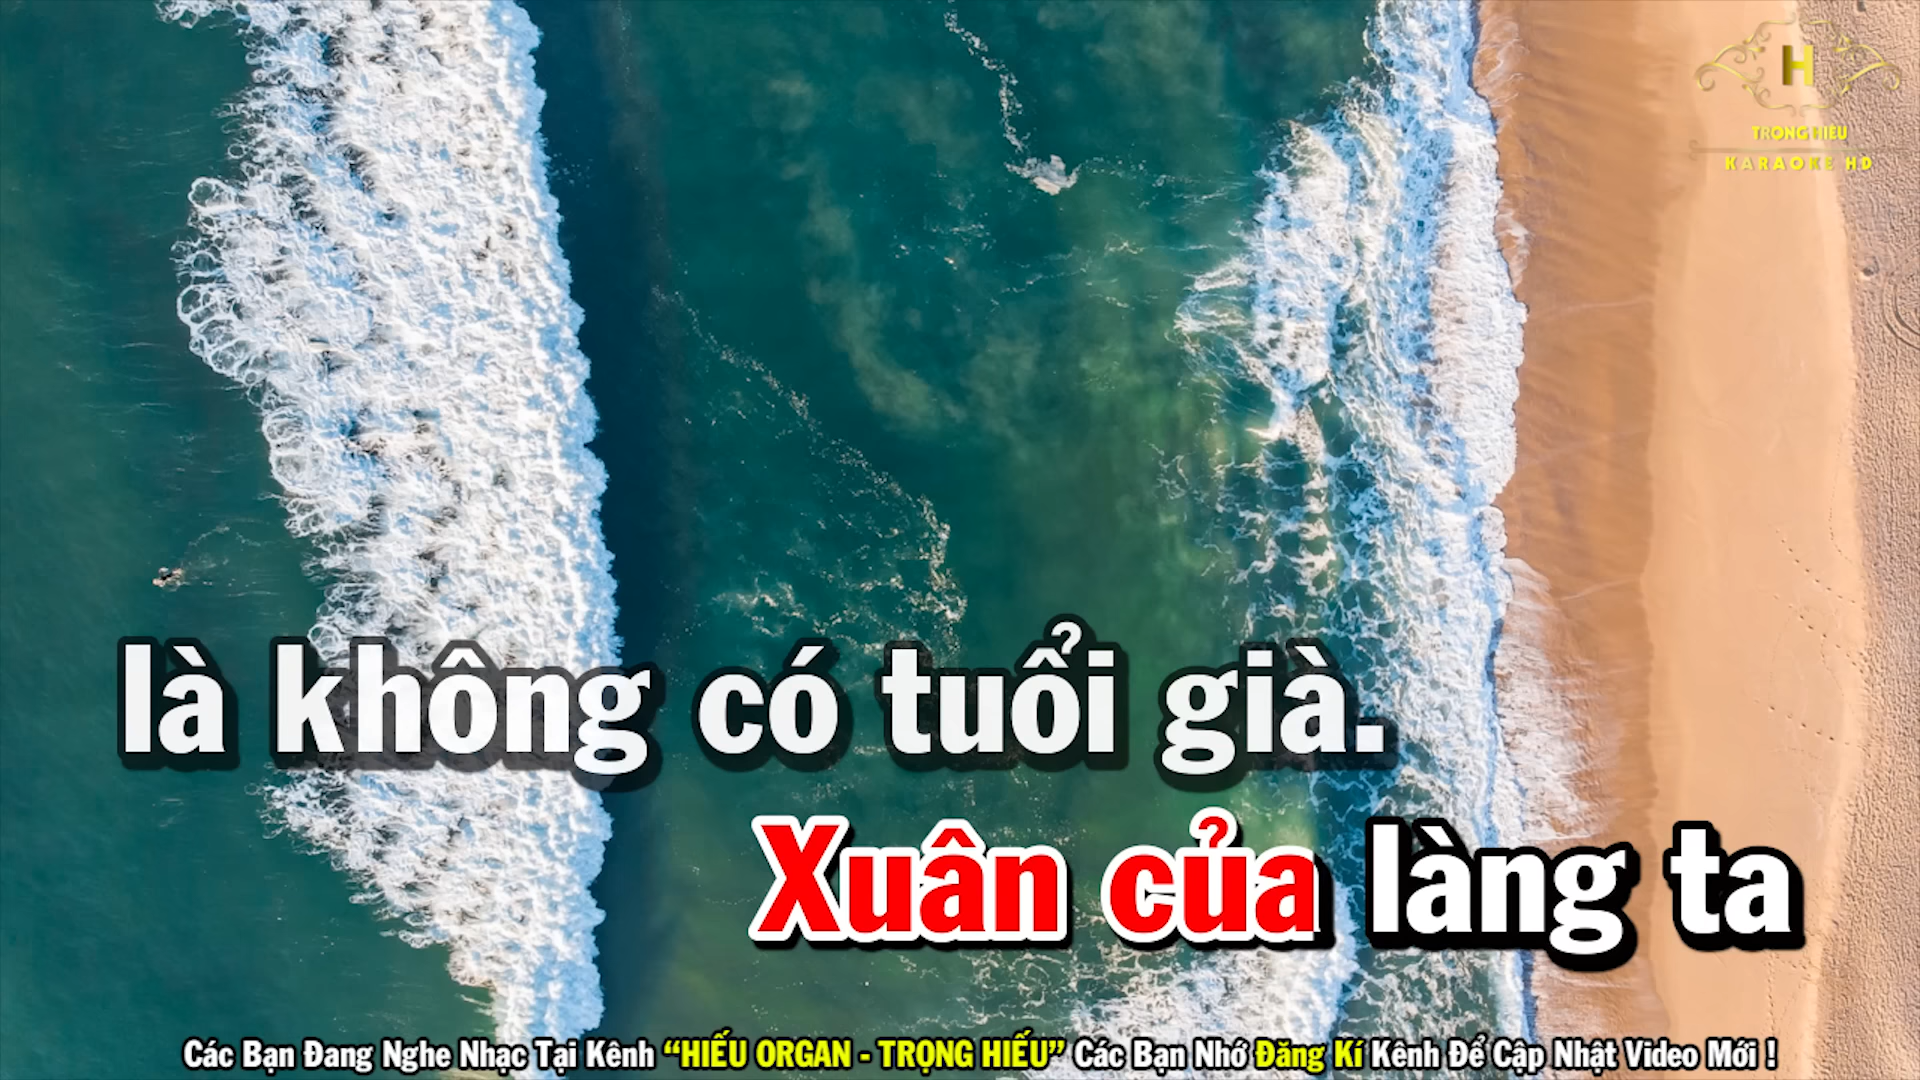 H
TRỌNG HIẾU
KARAOKE HD
là không có tuổi già.
Xuân của làng ta
Các Bạn Đang Nghe Nhạc Tại Kênh “HIẾU ORGAN - TRỌNG HIẾU” Các Bạn Nhớ Đăng Kí Kênh Để Cập Nhật Video Mới !